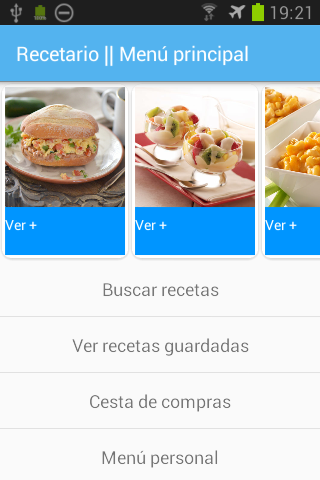 19:21
Recetario || Menú principal
Ver +
Ver +
Ver +
Buscar recetas
Ver recetas guardadas
Cesta de compras
Menú personal